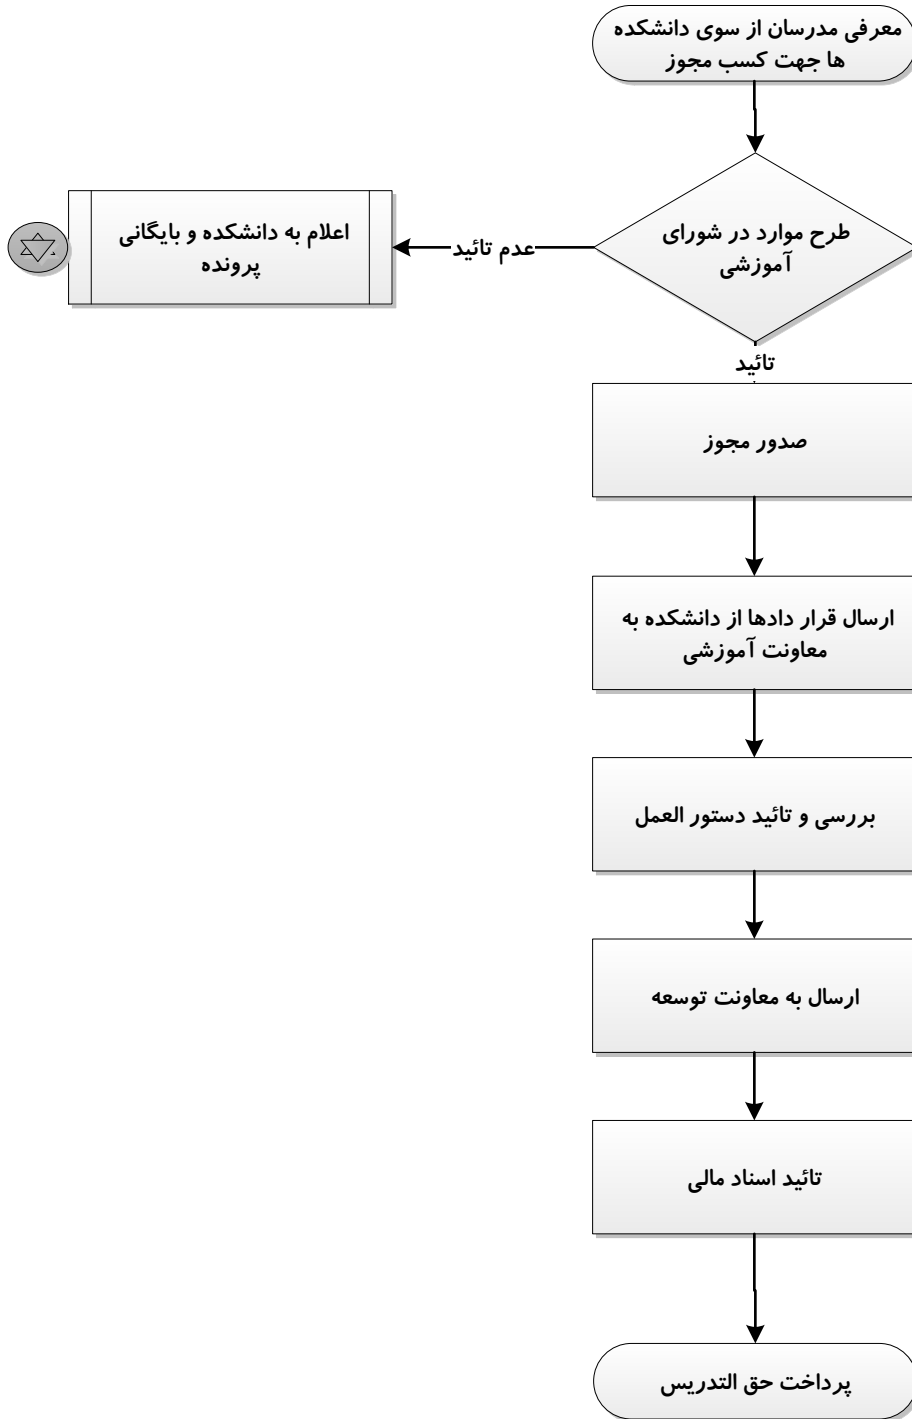 معرفی مدرسان از سوی دانشکده
ها جهت کسب مجوز
طرح موارد در شورای
آموزشی
عدم تائید
اعلام به دانشکده و بایگانی
پرونده
تائید
صدور مجوز
ارسال قرار دادها از دانشکده به
معاونت آموزشی
بررسی و تائید دستور العمل
ارسال به معاونت توسعه
تائید اسناد مالی
پرداخت حق التدریس